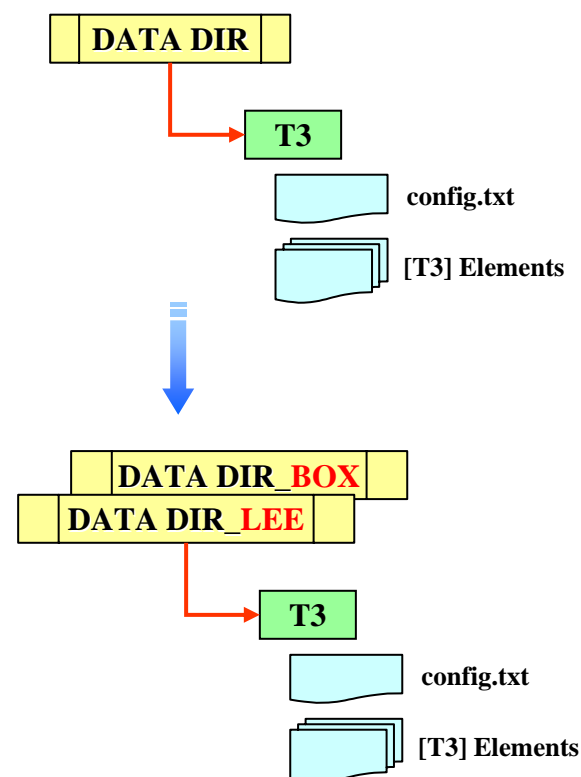 DATA DIR
T3
config.txt
[T3] Elements
DATA DIR_BOX
DATA DIR_LEE
T3
config.txt
[T3] Elements